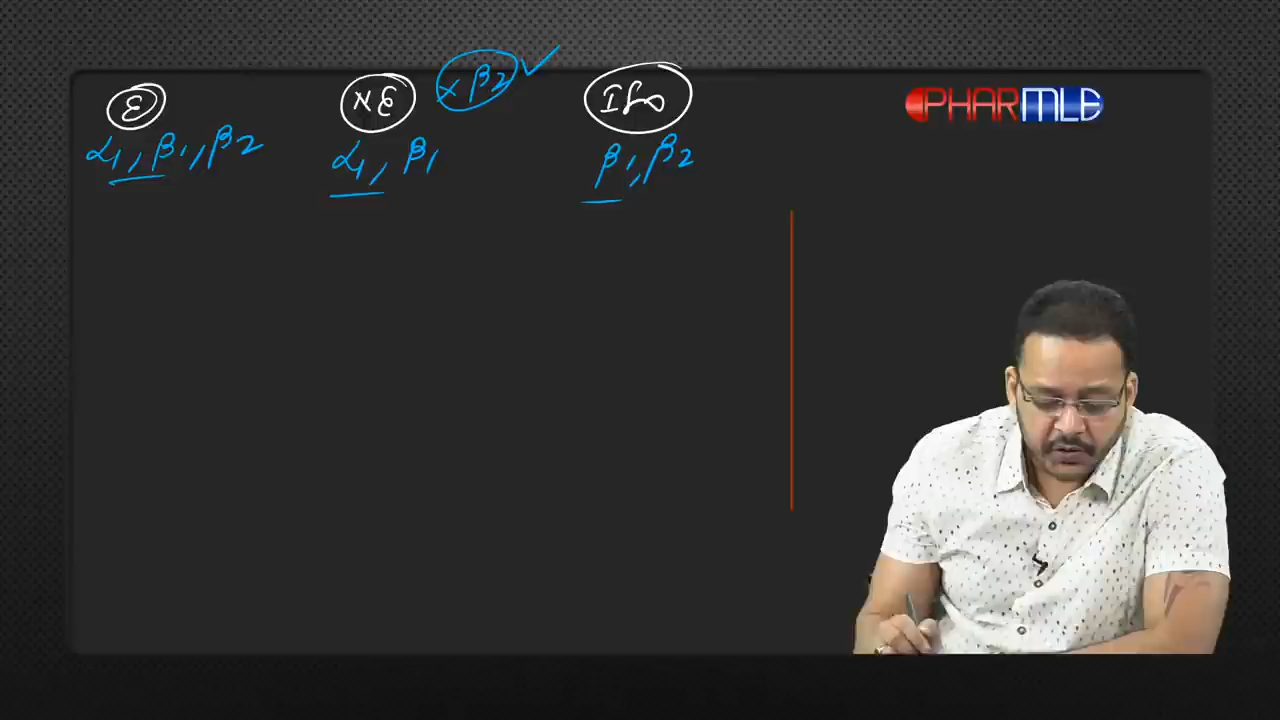 E NE x β2 ✓ Iso
PHARMLE
α1, β1, β2 α1, β1 β1, β2